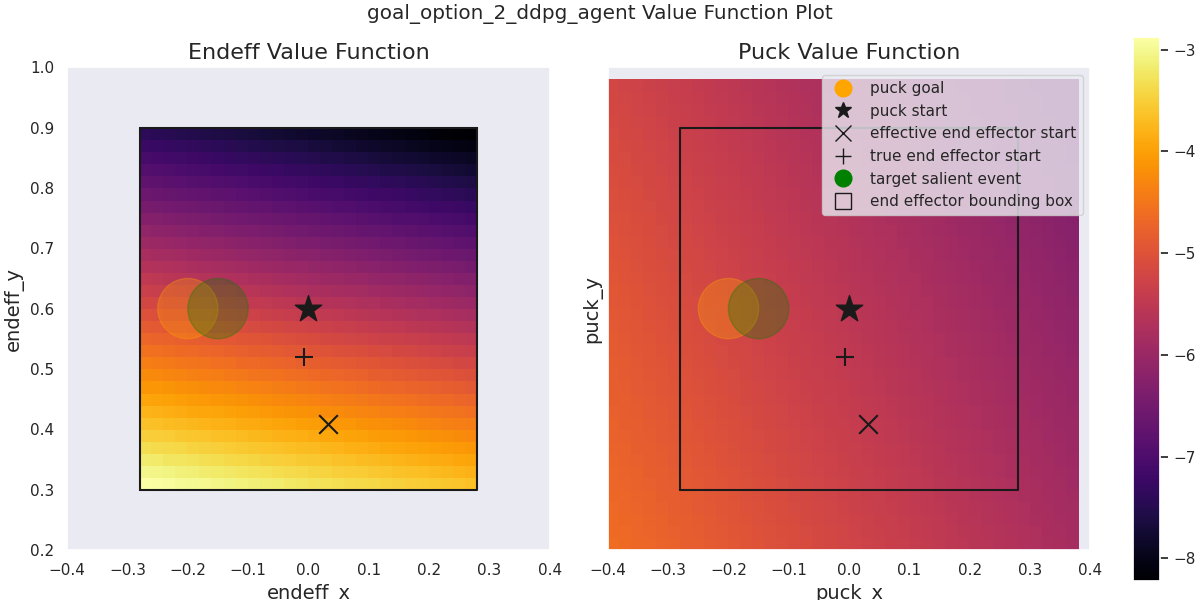 goal_option_2_ddpg_agent Value Function Plot
Endeff Value Function
Puck Value Function
1.0
0.9
0.8
0.7
0.6
0.5
0.4
0.3
0.2
endeff_y
−0.4 −0.3 −0.2 −0.1 0.0 0.1 0.2 0.3 0.4
endeff_x
puck_y
puck goal
puck start
effective end effector start
true end effector start
target salient event
end effector bounding box
−0.4 −0.3 −0.2 −0.1 0.0 0.1 0.2 0.3 0.4
puck_x
−3
−4
−5
−6
−7
−8